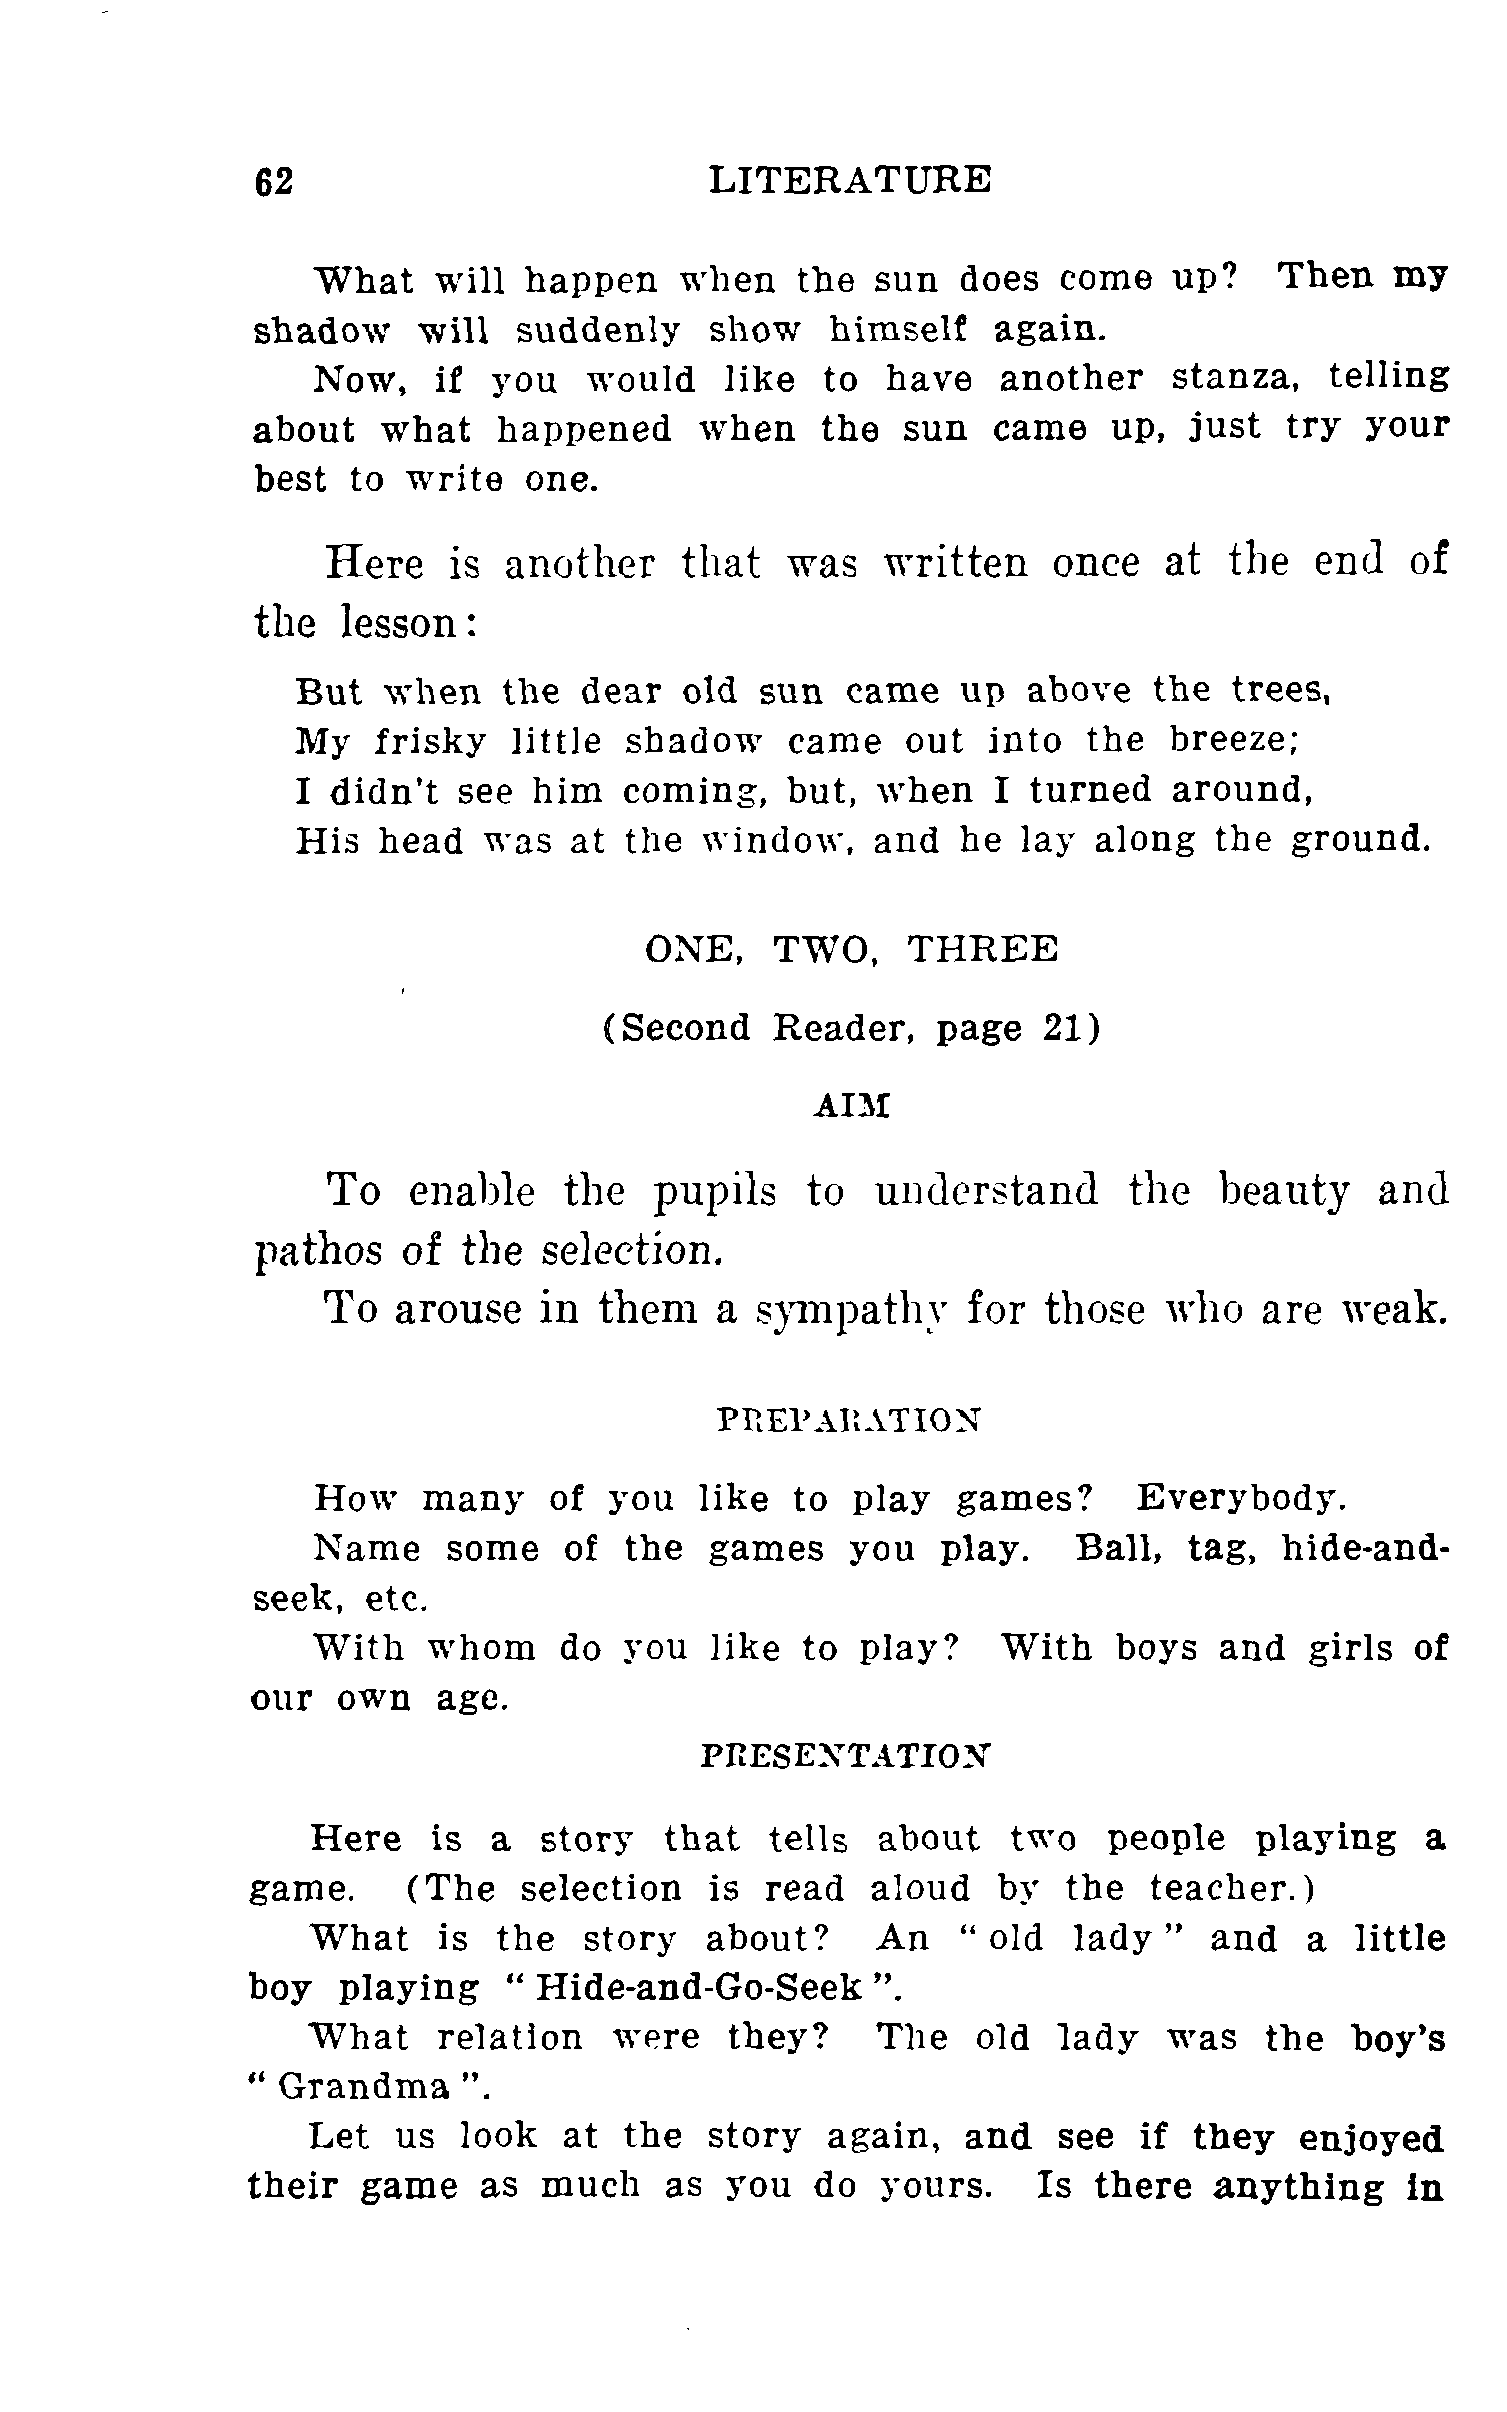 62 LITERATURE
What will happen when the sun does come up? Then my
shadow will suddenly show himself again.
Now, if you would like to have another stanza, telling
about what happened when the sun came up, just try your
best to write one.
Here is another that was written once at the end of
the lesson:
But when the dear old sun came up above the trees,
My frisky little shadow came out into the breeze;
I didn't see him coming, but, when I turned around,
His head was at the window, and he lay along the ground.
ONE, TWO, THREE
(Second Reader, page 21)
AIM
To enable the pupils to understand the beauty and
pathos of the selection.
To arouse in them a sympathy for those who are weak.
PREPARATION
How many of you like to play games? Everybody.
Name some of the games you play. Ball, tag, hide-and-
seek, etc.
With whom do you like to play? With boys and girls of
our own age.
PRESENTATION
Here is a story that tells about two people playing a
game. (The selection is read aloud by the teacher.)
What is the story about? An " old lady " and a little
boy playing " Hide-and-Go-Seek ".
What relation were they? The old lady was the boy's
" Grandma ".
Let us look at the story again, and see if they enjoyed
their game as much as you do yours. Is there anything in